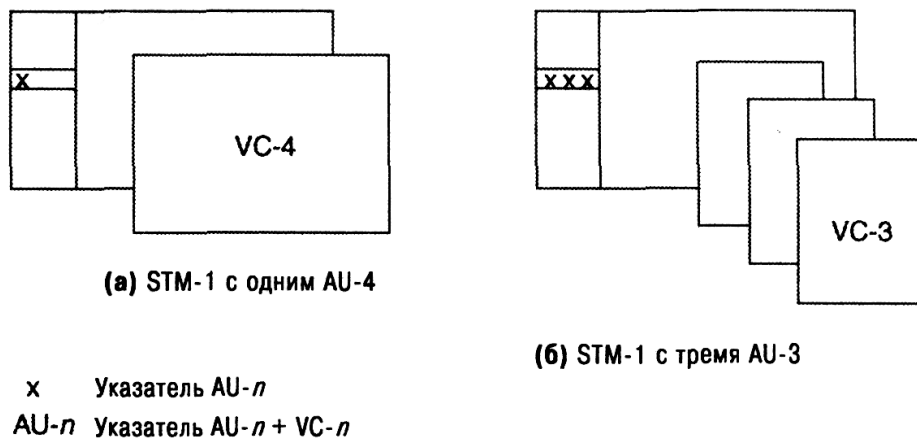 X
X X X
VC-4
VC-3
(а) STM-1 с одним AU-4
(б) STM-1 с тремя AU-3
x Указатель AU-n
AU-n Указатель AU-n + VC-n